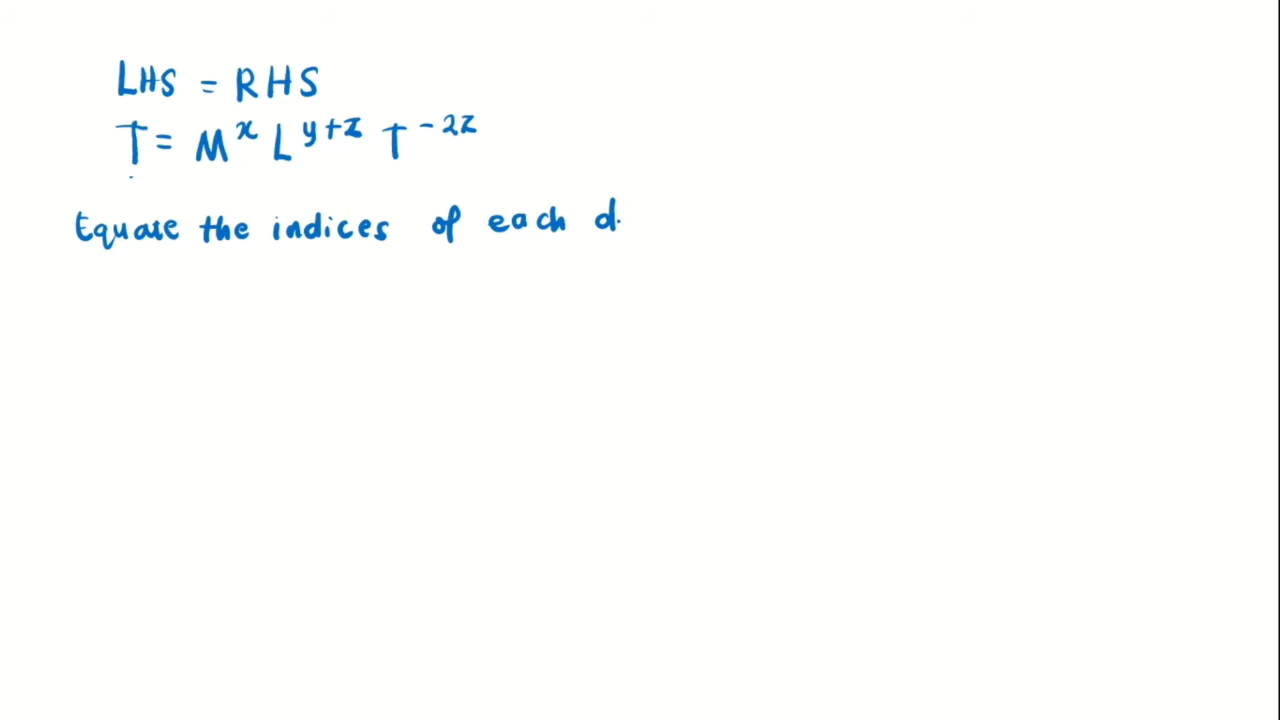 LHS = RHS
T = M^x L^{y+z} T^{-2z}
Equate the indices of each d